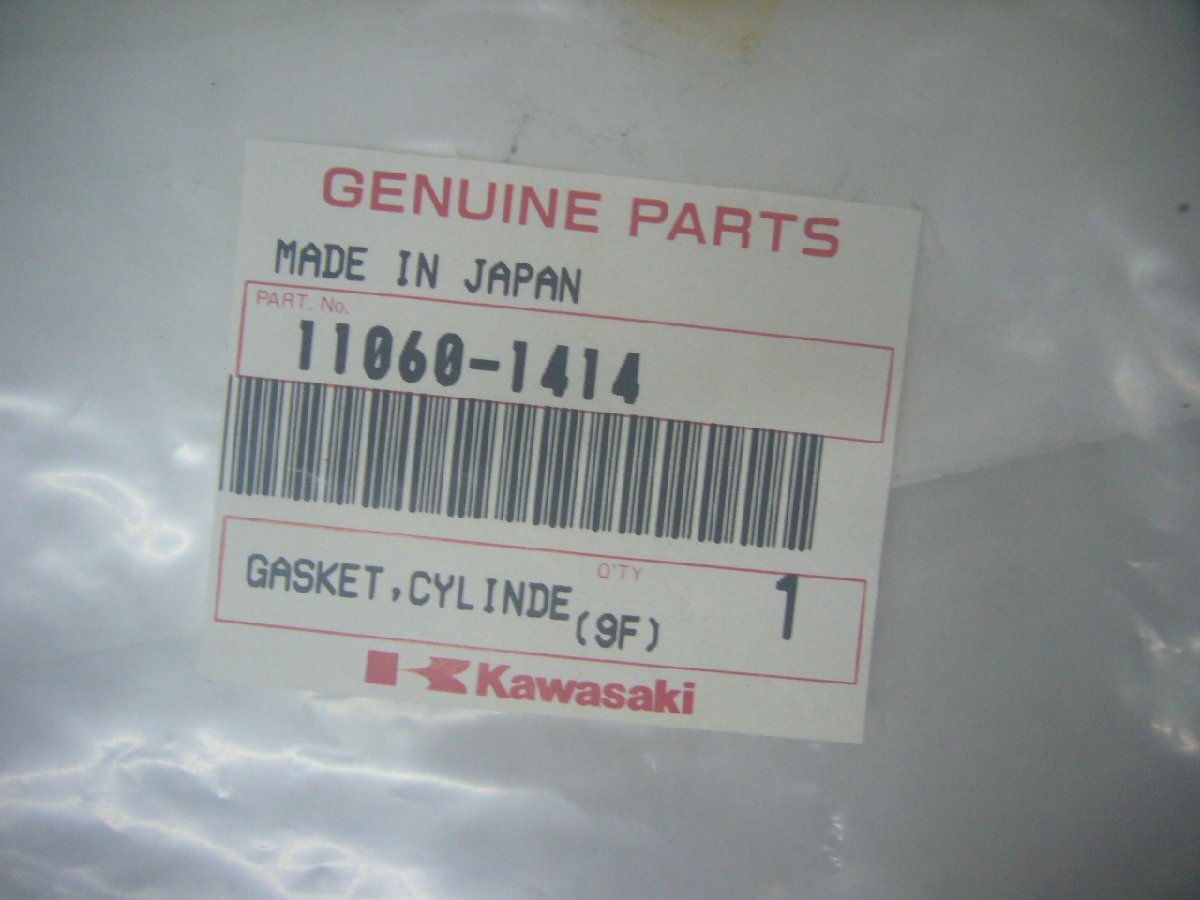 GENUINE PARTS
MADE IN JAPAN
PART. No.
11060-1414
Q'TY
GASKET,CYLINDE(9F) 1
Kawasaki